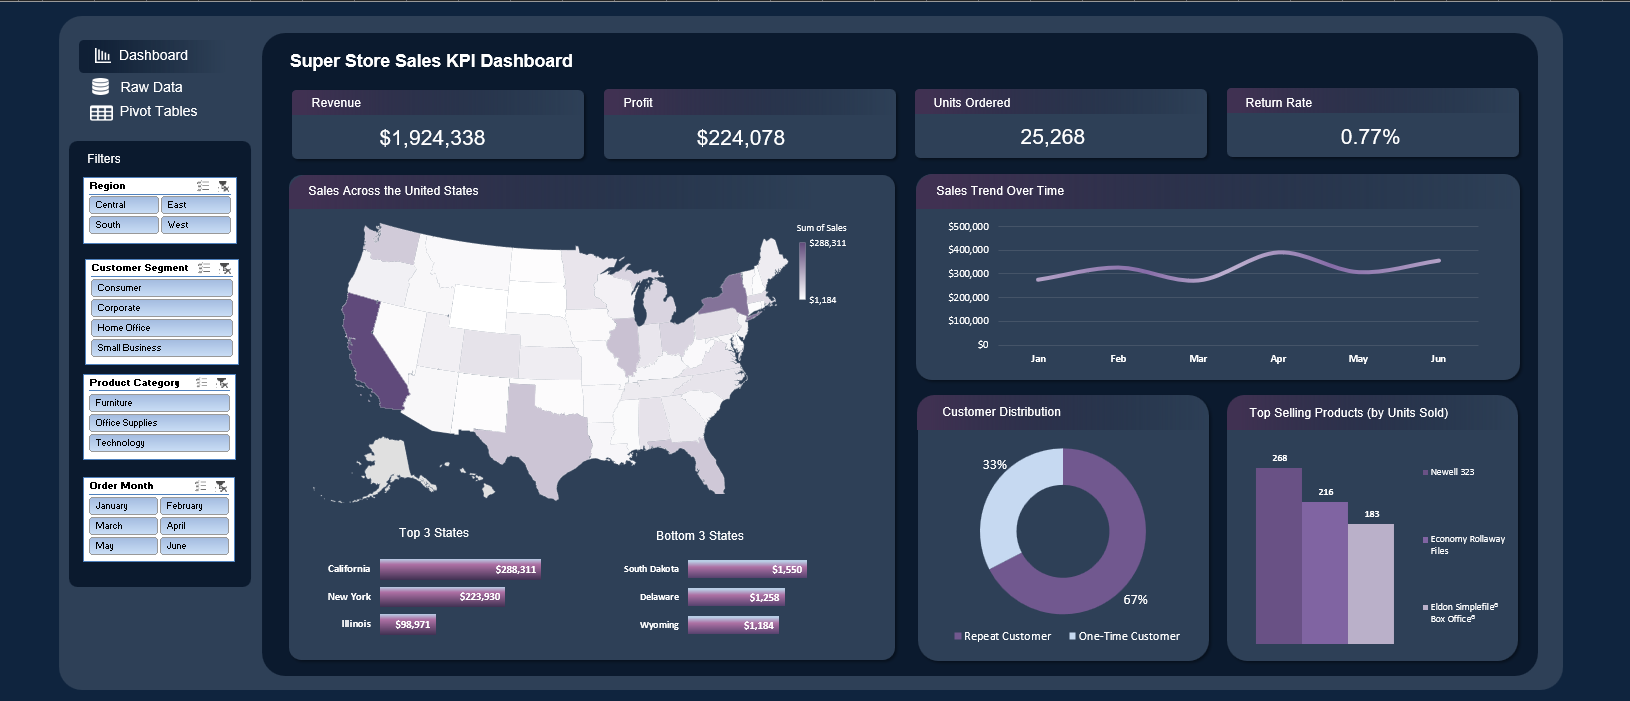 Dashboard
Raw Data
Pivot Tables
Filters
Region
Central
East
South
West
Customer Segment
Consumer
Corporate
Home Office
Small Business
Product Category
Furniture
Office Supplies
Technology
Order Month
January
February
March
April
May
June
Super Store Sales KPI Dashboard
Revenue
$1,924,338
Profit
$224,078
Units Ordered
25,268
Return Rate
0.77%
Sales Across the United States
Sum of Sales
$288,311
$1,184
Top 3 States
California
$288,311
New York
$223,930
Illinois
$98,971
Bottom 3 States
South Dakota
$1,550
Delaware
$1,258
Wyoming
$1,184
Sales Trend Over Time
$500,000
$400,000
$300,000
$200,000
$100,000
$0
Jan
Feb
Mar
Apr
May
Jun
Customer Distribution
33%
67%
Repeat Customer
One-Time Customer
Top Selling Products (by Units Sold)
268
216
183
Newell 323
Economy Rollaway
Files
Eldon Simplefile®
Box Office®